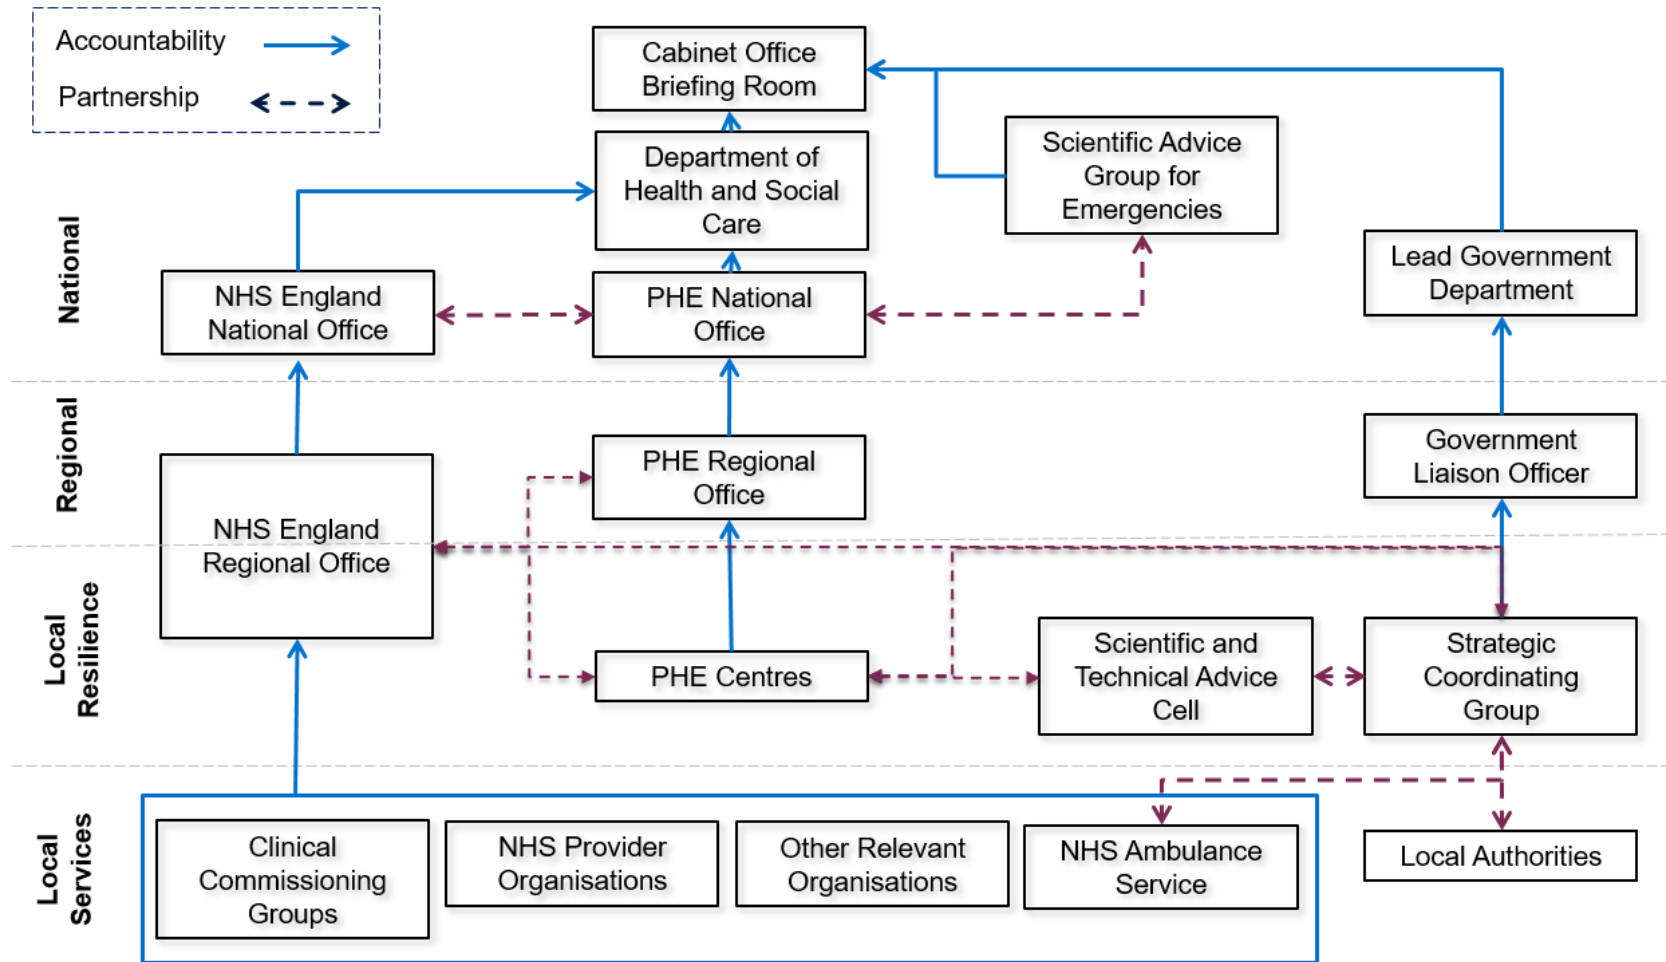 Accountability
Partnership
Cabinet Office
Briefing Room
Department of
Health and Social
Care
Scientific Advice
Group for
Emergencies
National
NHS England
National Office
PHE National
Office
Lead Government
Department
Regional
PHE Regional
Office
Government
Liaison Officer
NHS England
Regional Office
Local
Resilience
PHE Centres
Scientific and
Technical Advice
Cell
Strategic
Coordinating
Group
Local
Services
Clinical
Commissioning
Groups
NHS Provider
Organisations
Other Relevant
Organisations
NHS Ambulance
Service
Local Authorities